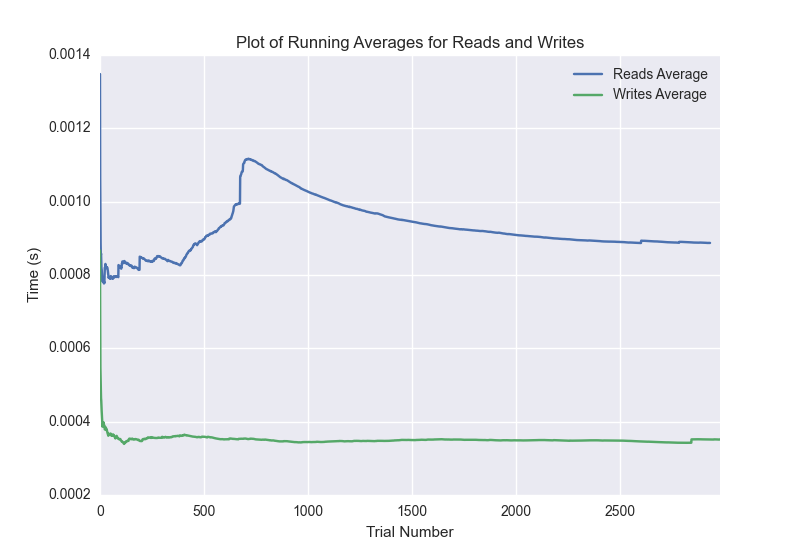 Plot of Running Averages for Reads and Writes
0.0014
0.0012
0.0010
0.0008
0.0006
0.0004
0.0002
Time (s)
Reads Average
Writes Average
0
500
1000
1500
2000
2500
Trial Number